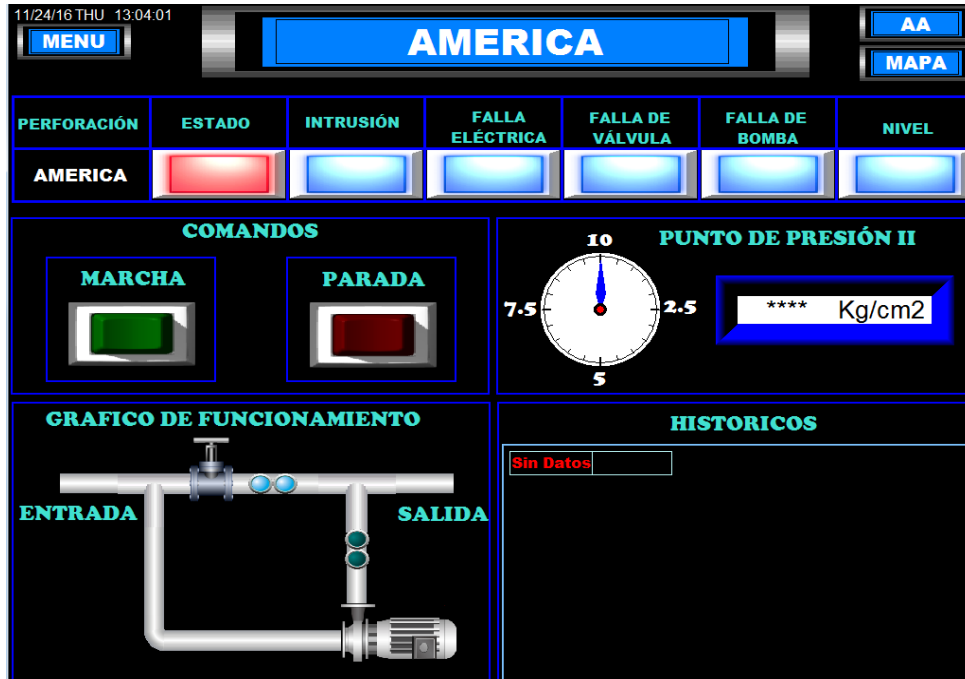 11/24/16 THU 13:04:01
MENU
AMERICA
AA
MAPA
PERFORACIÓN
ESTADO
INTRUSIÓN
FALLA
ELÉCTRICA
FALLA DE
VÁLVULA
FALLA DE
BOMBA
NIVEL
AMERICA
COMANDOS
MARCHA
PARADA
PUNTO DE PRESIÓN II
10
7.5
2.5
5
**** Kg/cm2
GRAFICO DE FUNCIONAMIENTO
ENTRADA
SALIDA
HISTORICOS
Sin Datos